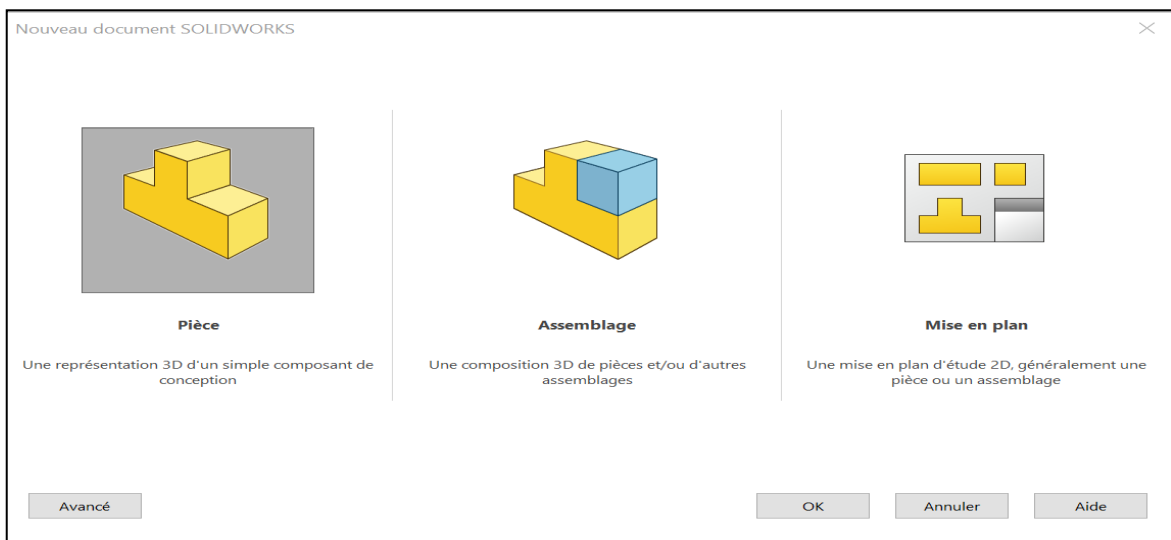 Nouveau document SOLIDWORKS
Pièce
Une représentation 3D d'un simple composant de
conception
Assemblage
Une composition 3D de pièces et/ou d'autres
assemblages
Mise en plan
Une mise en plan d'étude 2D, généralement une
pièce ou un assemblage
Avancé
OK
Annuler
Aide